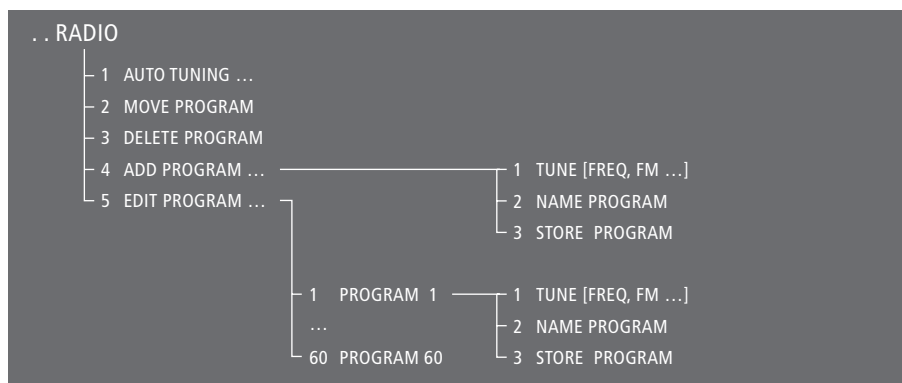 . . RADIO
1 AUTO TUNING …
2 MOVE PROGRAM
3 DELETE PROGRAM
4 ADD PROGRAM … 1 TUNE [FREQ, FM …]
5 EDIT PROGRAM … 2 NAME PROGRAM
3 STORE PROGRAM
1 PROGRAM 1 1 TUNE [FREQ, FM …]
… 2 NAME PROGRAM
60 PROGRAM 60 3 STORE PROGRAM